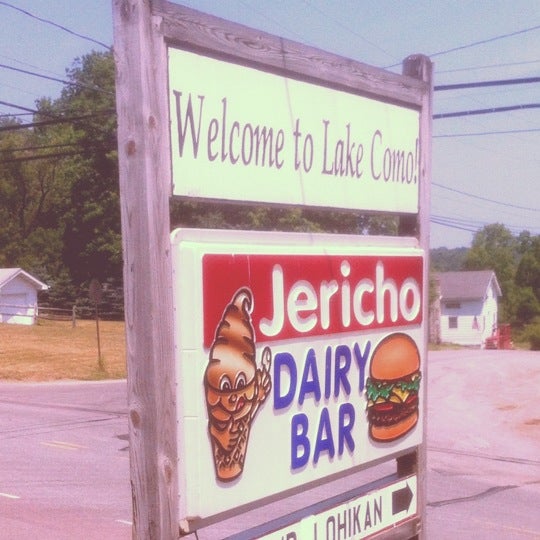 Welcome to Lake Como!
Jericho
DAIRY
BAR
LOHIKAN